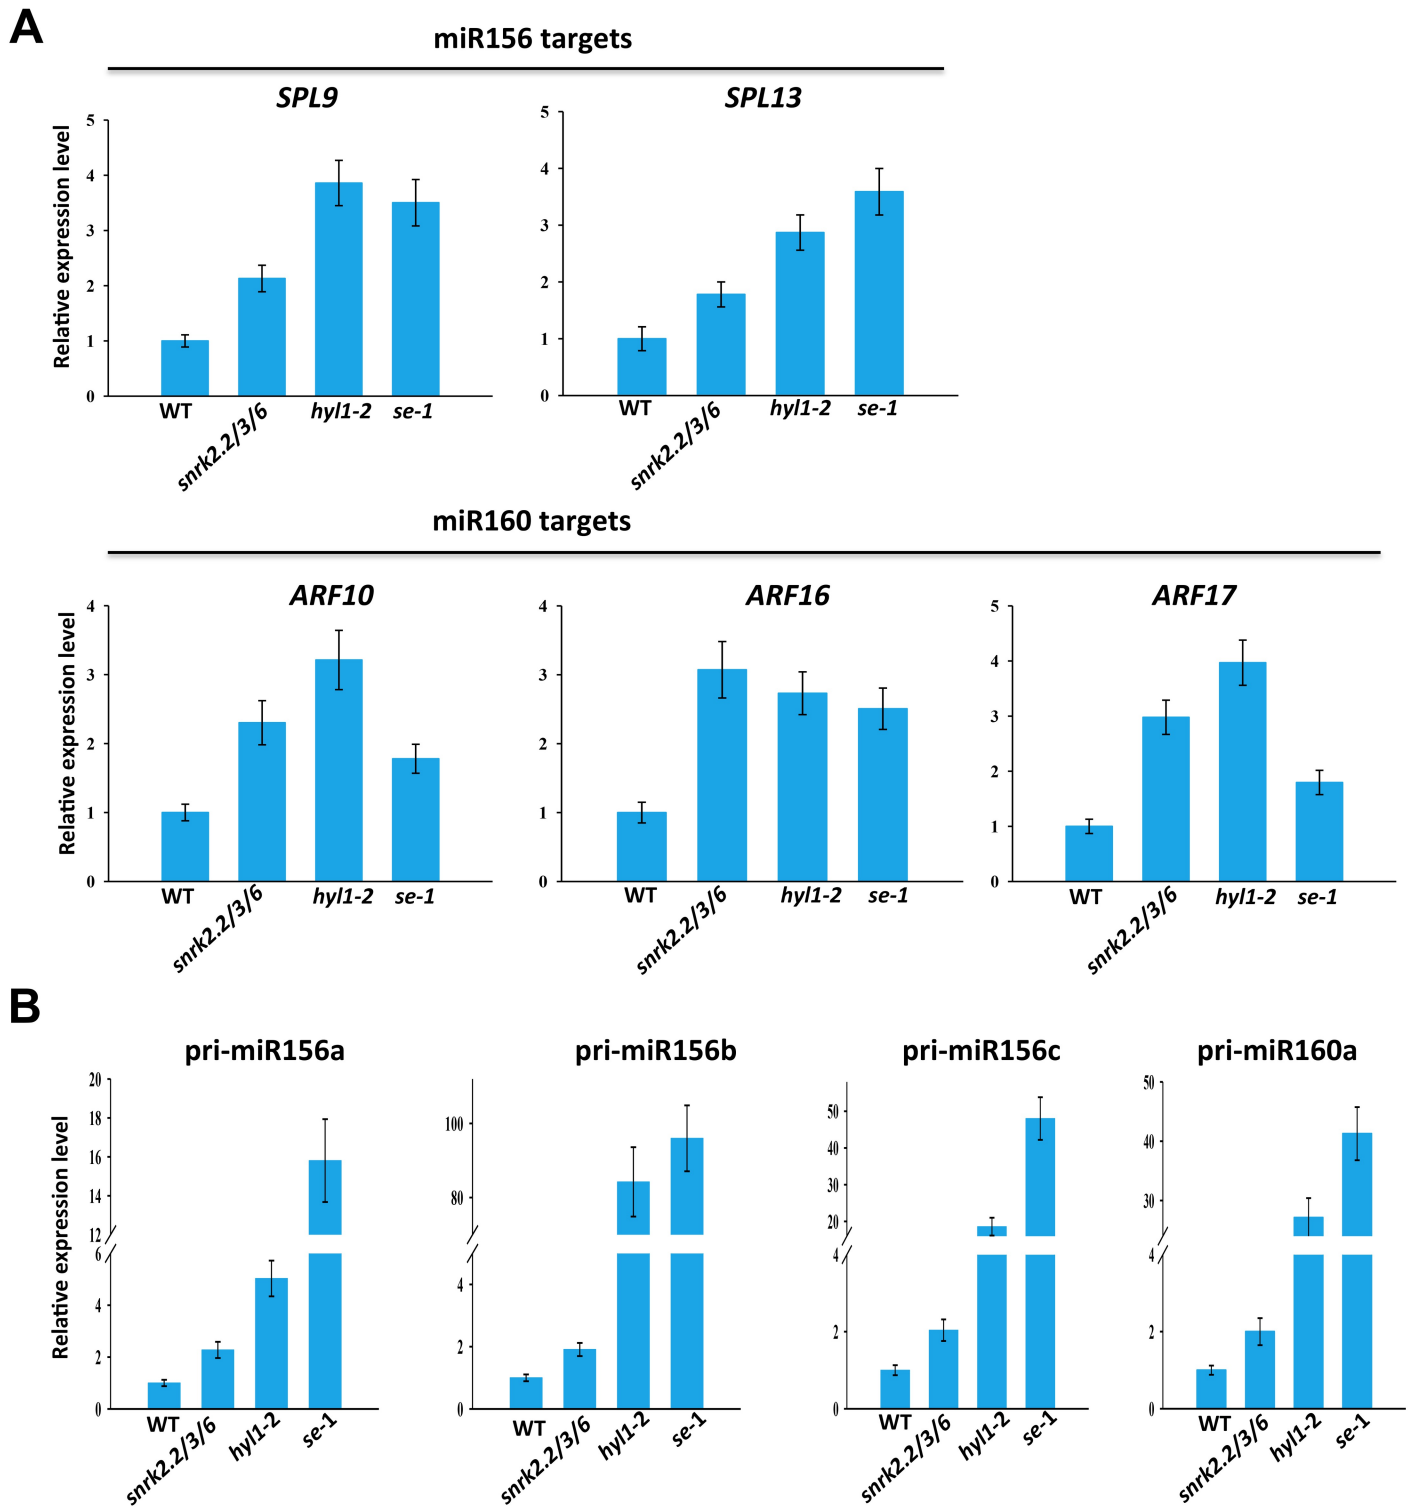 A
miR156 targets
SPL9
SPL13
Relative expression level
5
4
3
2
1
0
WT
snrk2.2/3/6
hyl1-2
se-1
5
4
3
2
1
0
WT
snrk2.2/3/6
hyl1-2
se-1
miR160 targets
ARF10
ARF16
ARF17
Relative expression level
4
3
2
1
0
WT
snrk2.2/3/6
hyl1-2
se-1
4
3
2
1
0
WT
snrk2.2/3/6
hyl1-2
se-1
5
4
3
2
1
0
WT
snrk2.2/3/6
hyl1-2
se-1
B
pri-miR156a
pri-miR156b
pri-miR156c
pri-miR160a
Relative expression level
20
18
16
14
12
6
4
2
0
WT
snrk2.2/3/6
hyl1-2
se-1
100
80
4
2
0
WT
snrk2.2/3/6
hyl1-2
se-1
50
40
30
20
4
2
0
WT
snrk2.2/3/6
hyl1-2
se-1
50
40
30
4
2
0
WT
snrk2.2/3/6
hyl1-2
se-1